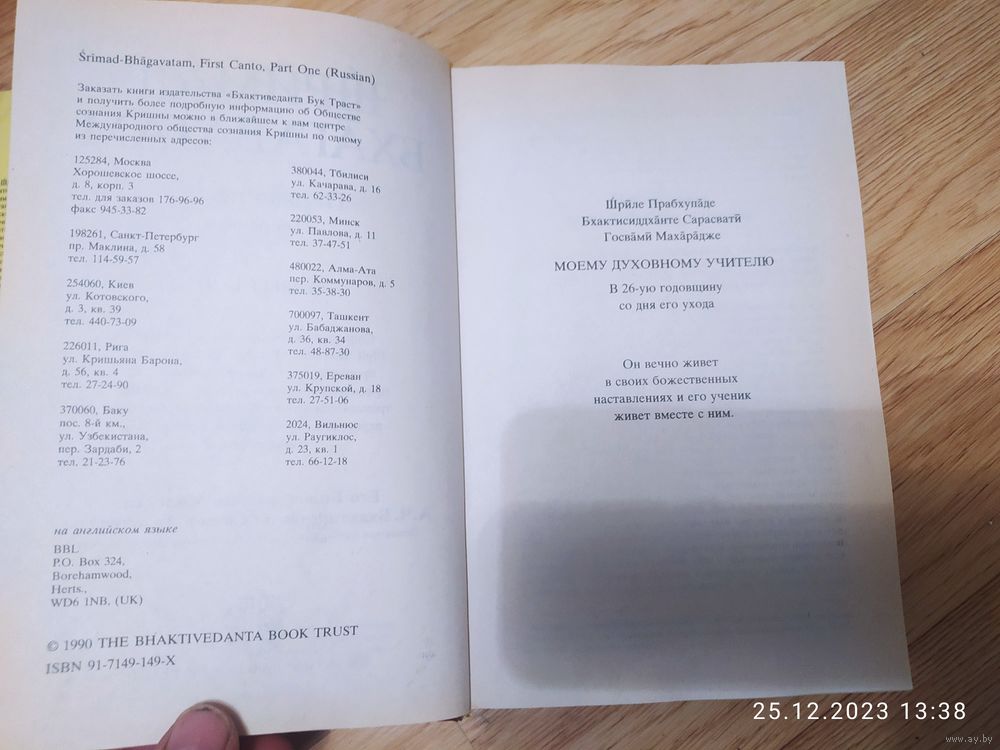 Śrīmad-Bhāgavatam, First Canto, Part One (Russian)
Заказать книги издательства «Бхактиведанта Бук Траст»
и получить более подробную информацию об Обществе
сознания Кришны можно в ближайшем к вам центре
Международного общества сознания Кришны по одному
из перечисленных адресов:
125284, Москва
Хорошевское шоссе,
д. 8, корп. 3
тел. для заказов 176-96-96
факс 945-33-82
198261, Санкт-Петербург
пр. Маклина, д. 58
тел. 114-59-57
254060, Киев
ул. Котовского,
д. 3, кв. 39
тел. 440-73-09
226011, Рига
ул. Кришьяна Барона,
д. 56, кв. 4
тел. 27-24-90
370060, Баку
пос. 8-й км.,
ул. Узбекистана,
пер. Зардаби, 2
тел. 21-23-76
380044, Тбилиси
ул. Качарава, д. 16
тел. 62-33-26
220053, Минск
ул. Павлова, д. 11
тел. 37-47-51
480022, Алма-Ата
пер. Коммунаров, д. 5
тел. 35-38-30
700097, Ташкент
ул. Бабаджанова,
д. 36, кв. 34
тел. 48-87-30
375019, Ереван
ул. Крупской, д. 18
тел. 27-51-06
2024, Вильнюс
ул. Раугиклос,
д. 23, кв. 1
тел. 66-12-18
на английском языке
BBL
P.O. Box 324,
Borehamwood,
Herts.,
WD6 1NB. (UK)
© 1990 THE BHAKTIVEDANTA BOOK TRUST
ISBN 91-7149-149-X
Ш́рӣле Прабхупāде
Бхактисиддхāнте Сарасватӣ
Госвāмӣ Махāрāдже
МОЕМУ ДУХОВНОМУ УЧИТЕЛЮ
В 26-ую годовщину
со дня его ухода
Он вечно живет
в своих божественных
наставлениях и его ученик
живет вместе с ним.
25.12.2023 13:38
www.ay.by